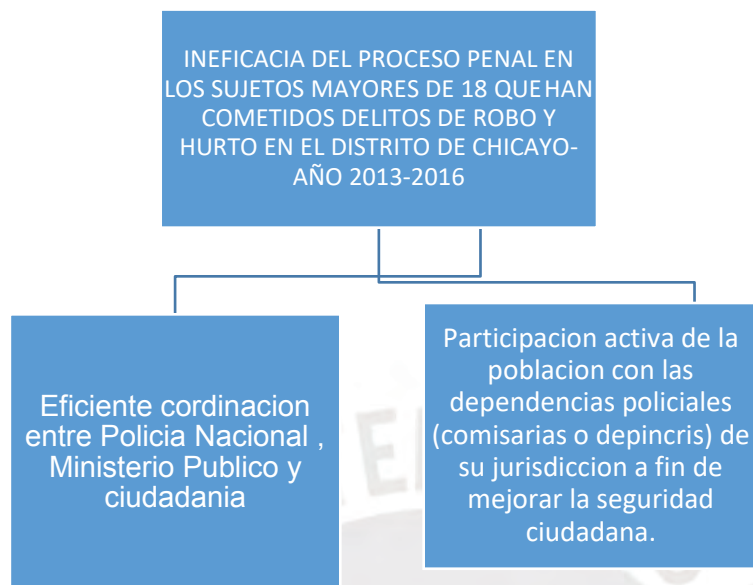 INEFICACIA DEL PROCESO PENAL EN
LOS SUJETOS MAYORES DE 18 QUE HAN
COMETIDOS DELITOS DE ROBO Y
HURTO EN EL DISTRITO DE CHICAYO-
AÑO 2013-2016
Eficiente cordinacion
entre Policia Nacional ,
Ministerio Publico y
ciudadania
Participacion activa de la
poblacion con las
dependencias policiales
(comisarias o depincris) de
su jurisdiccion a fin de
mejorar la seguridad
ciudadana.